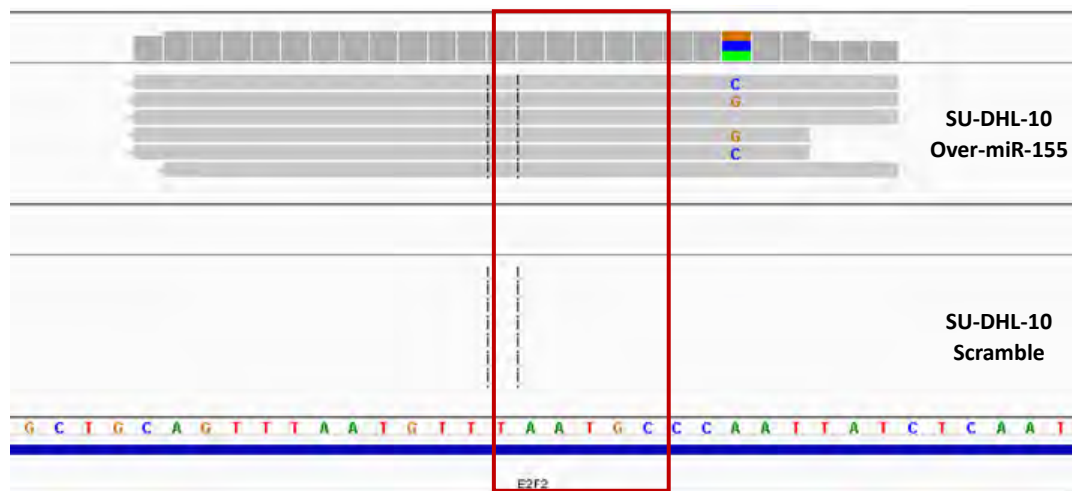 C
G
G
C
SU-DHL-10
Over-miR-155
SU-DHL-10
Scramble
G C T G C A G T T T A A T G T T T A A T G C C C A A T T A T C T C A A T
E2F2